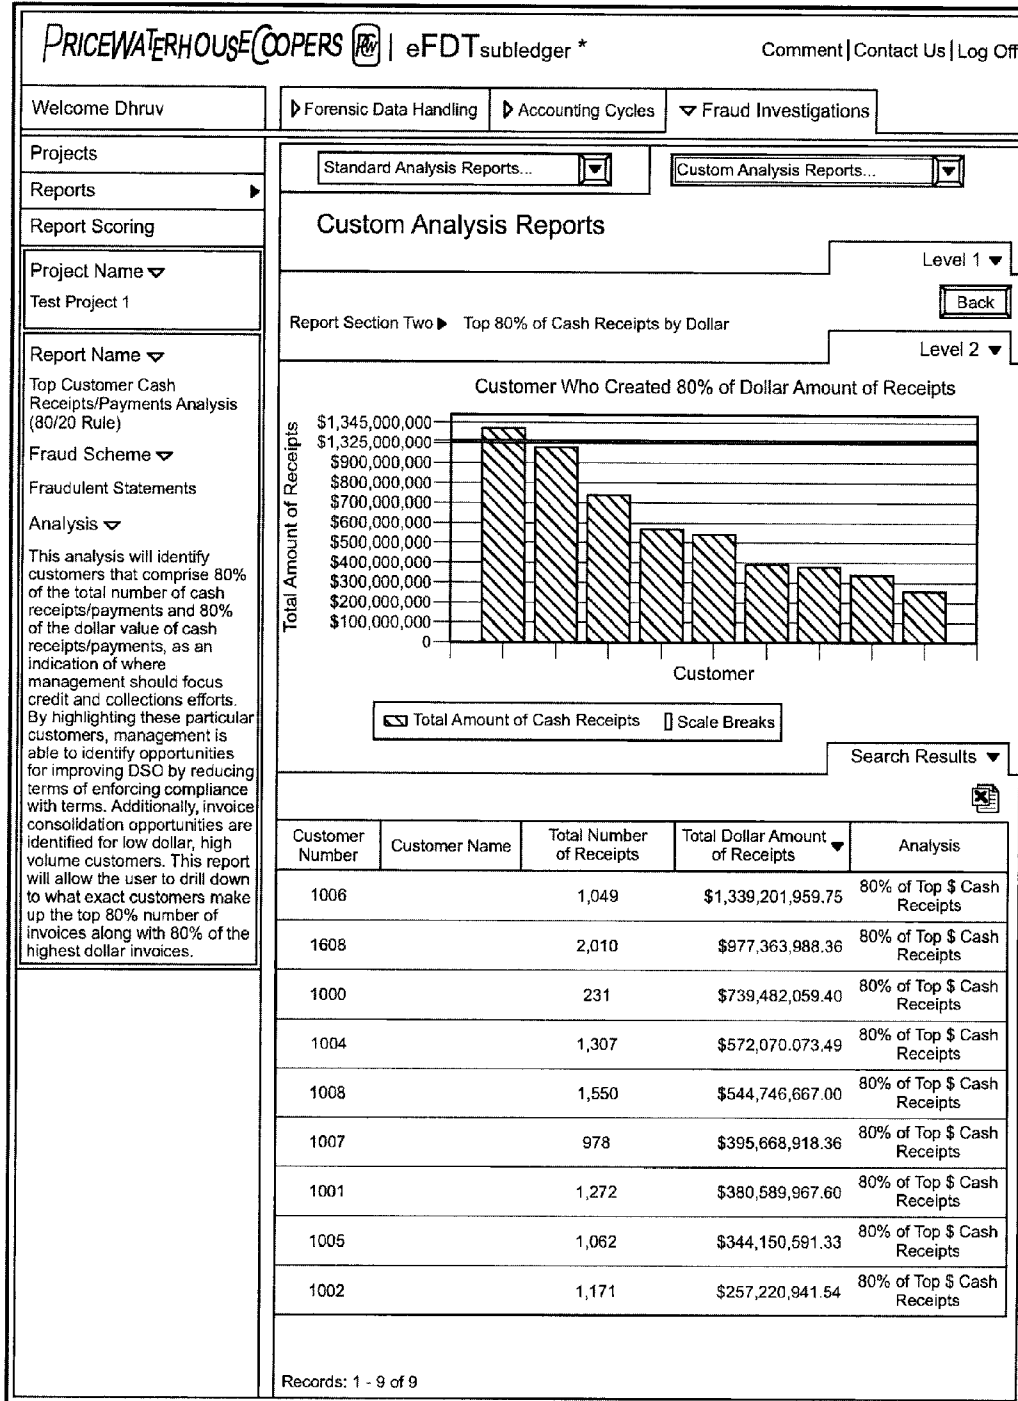 PRICEWATERHOUSECOOPERS PwC | eFDTsubledger *
Comment | Contact Us | Log Off
Welcome Dhruv
Forensic Data Handling
Accounting Cycles
Fraud Investigations
Projects
Reports
Report Scoring
Project Name
Test Project 1
Report Name
Top Customer Cash
Receipts/Payments Analysis
(80/20 Rule)
Fraud Scheme
Fraudulent Statements
Analysis
This analysis will identify
customers that comprise 80%
of the total number of cash
receipts/payments and 80%
of the dollar value of cash
receipts/payments, as an
indication of where
management should focus
credit and collections efforts.
By highlighting these particular
customers, management is
able to identify opportunities
for improving DSO by reducing
terms of enforcing compliance
with terms. Additionally, invoice
consolidation opportunities are
identified for low dollar, high
volume customers. This report
will allow the user to drill down
to what exact customers make
up the top 80% number of
invoices along with 80% of the
highest dollar invoices.
Standard Analysis Reports...
Custom Analysis Reports...
Custom Analysis Reports
Level 1
Back
Report Section Two Top 80% of Cash Receipts by Dollar
Level 2
Customer Who Created 80% of Dollar Amount of Receipts
Total Amount of Receipts
$1,345,000,000
$1,325,000,000
$900,000,000
$800,000,000
$700,000,000
$600,000,000
$500,000,000
$400,000,000
$300,000,000
$200,000,000
$100,000,000
0
Customer
Total Amount of Cash Receipts Scale Breaks
Search Results
Customer Number Customer Name Total Number of Receipts Total Dollar Amount of Receipts Analysis
1006 1,049 $1,339,201,959.75 80% of Top $ Cash Receipts
1608 2,010 $977,363,988.36 80% of Top $ Cash Receipts
1000 231 $739,482,059.40 80% of Top $ Cash Receipts
1004 1,307 $572,070.073.49 80% of Top $ Cash Receipts
1008 1,550 $544,746,667.00 80% of Top $ Cash Receipts
1007 978 $395,668,918.36 80% of Top $ Cash Receipts
1001 1,272 $380,589,967.60 80% of Top $ Cash Receipts
1005 1,062 $344,150,591.33 80% of Top $ Cash Receipts
1002 1,171 $257,220,941.54 80% of Top $ Cash Receipts
Records: 1 - 9 of 9